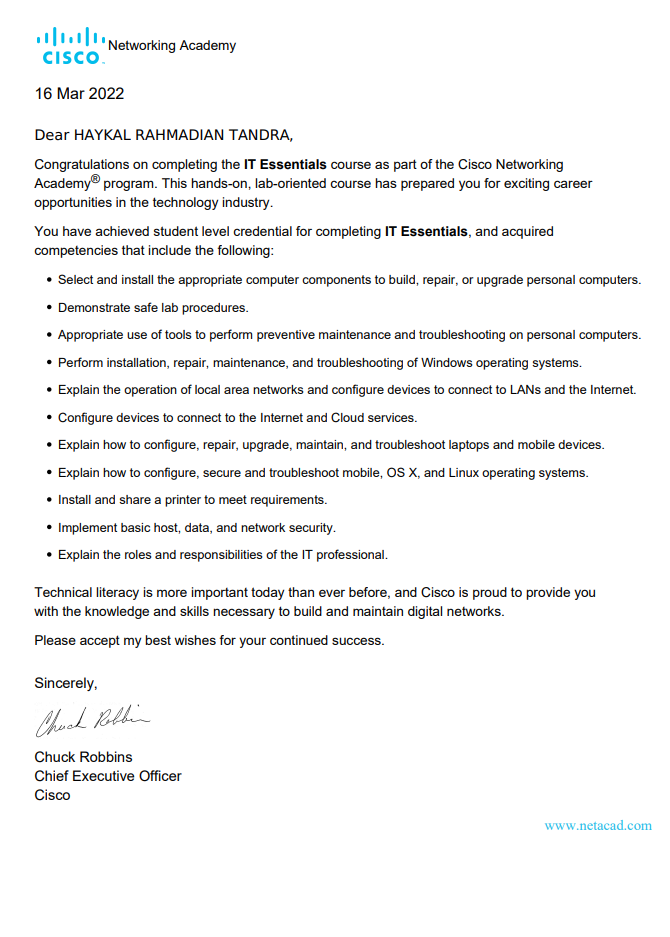 CISCO Networking Academy
16 Mar 2022
Dear HAYKAL RAHMADIAN TANDRA,
Congratulations on completing the IT Essentials course as part of the Cisco Networking
Academy® program. This hands-on, lab-oriented course has prepared you for exciting career
opportunities in the technology industry.
You have achieved student level credential for completing IT Essentials, and acquired
competencies that include the following:
• Select and install the appropriate computer components to build, repair, or upgrade personal computers.
• Demonstrate safe lab procedures.
• Appropriate use of tools to perform preventive maintenance and troubleshooting on personal computers.
• Perform installation, repair, maintenance, and troubleshooting of Windows operating systems.
• Explain the operation of local area networks and configure devices to connect to LANs and the Internet.
• Configure devices to connect to the Internet and Cloud services.
• Explain how to configure, repair, upgrade, maintain, and troubleshoot laptops and mobile devices.
• Explain how to configure, secure and troubleshoot mobile, OS X, and Linux operating systems.
• Install and share a printer to meet requirements.
• Implement basic host, data, and network security.
• Explain the roles and responsibilities of the IT professional.
Technical literacy is more important today than ever before, and Cisco is proud to provide you
with the knowledge and skills necessary to build and maintain digital networks.
Please accept my best wishes for your continued success.
Sincerely,
Chuck Robbins
Chuck Robbins
Chief Executive Officer
Cisco
www.netacad.com